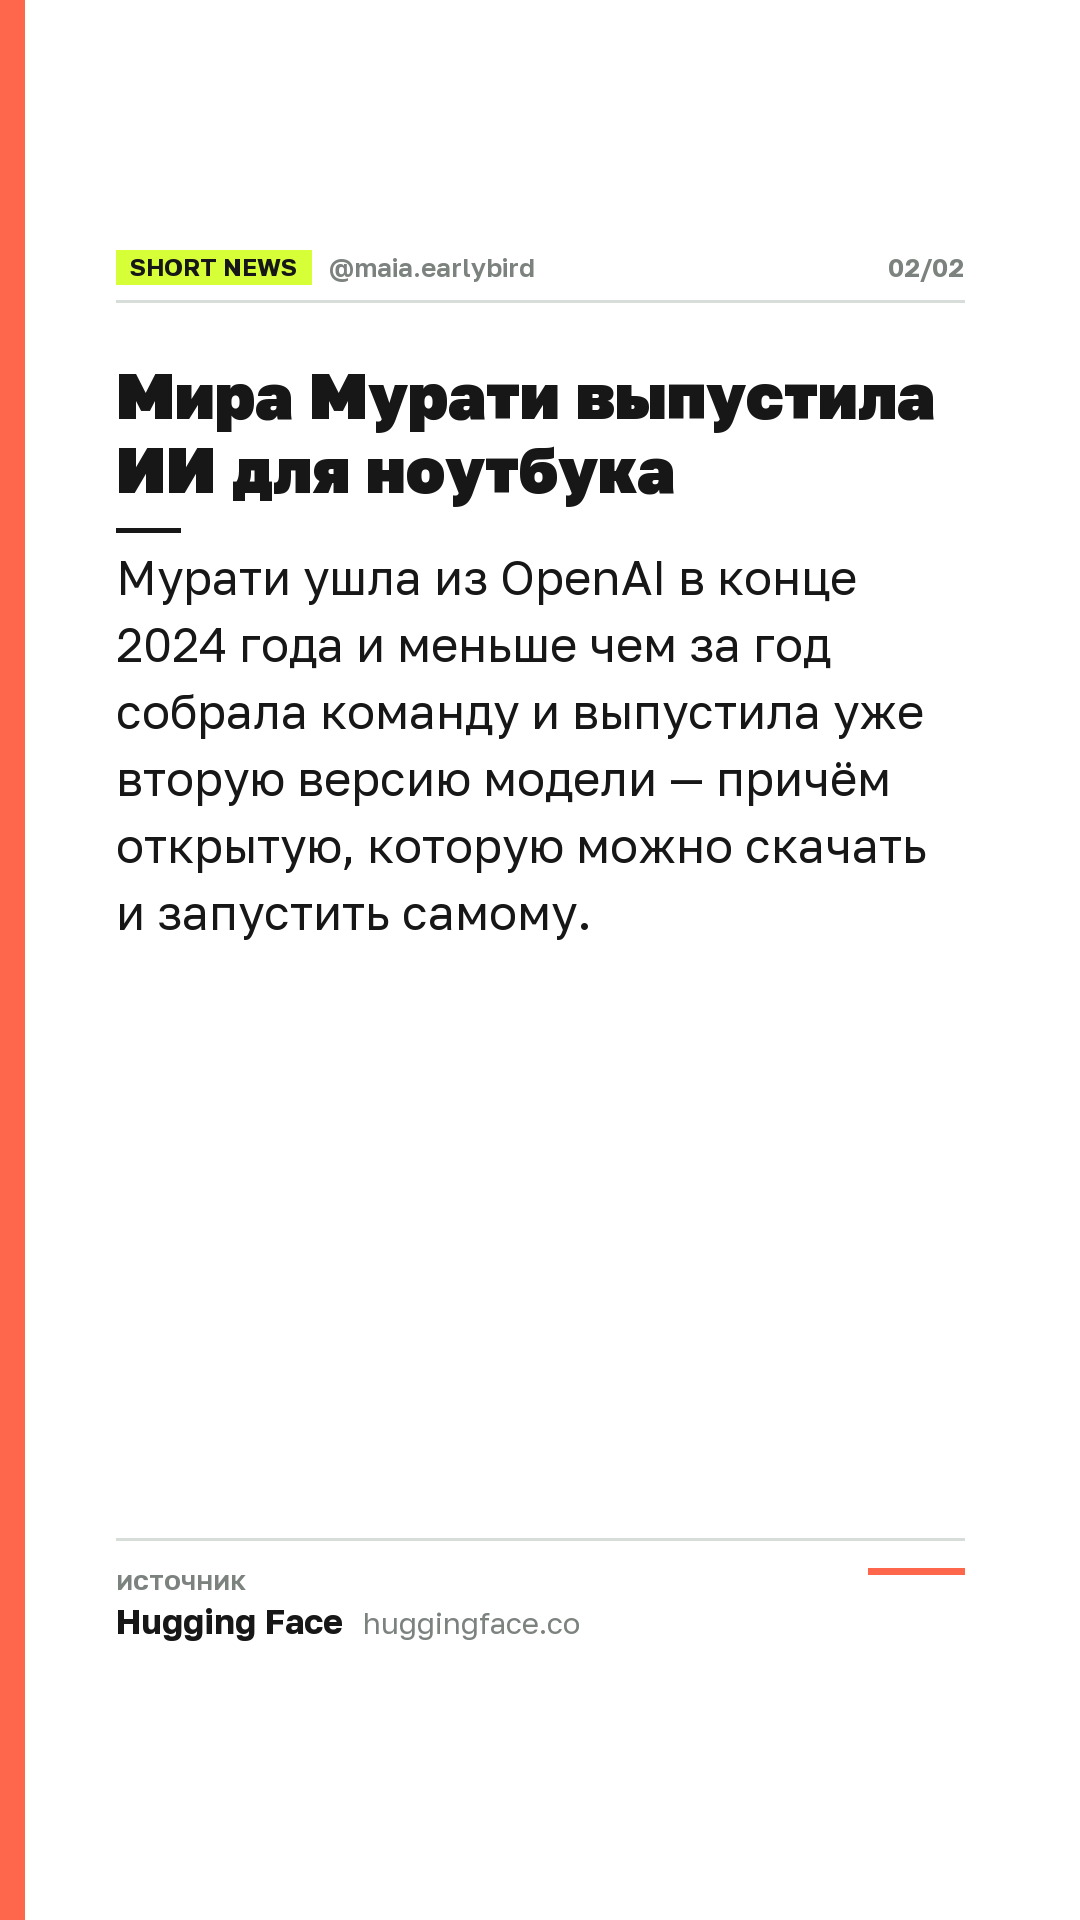 SHORT NEWS @maia.earlybird 02/02
Мира Мурати выпустила
ИИ для ноутбука
Мурати ушла из OpenAI в конце
2024 года и меньше чем за год
собрала команду и выпустила уже
вторую версию модели — причём
открытую, которую можно скачать
и запустить самому.
источник
Hugging Face huggingface.co